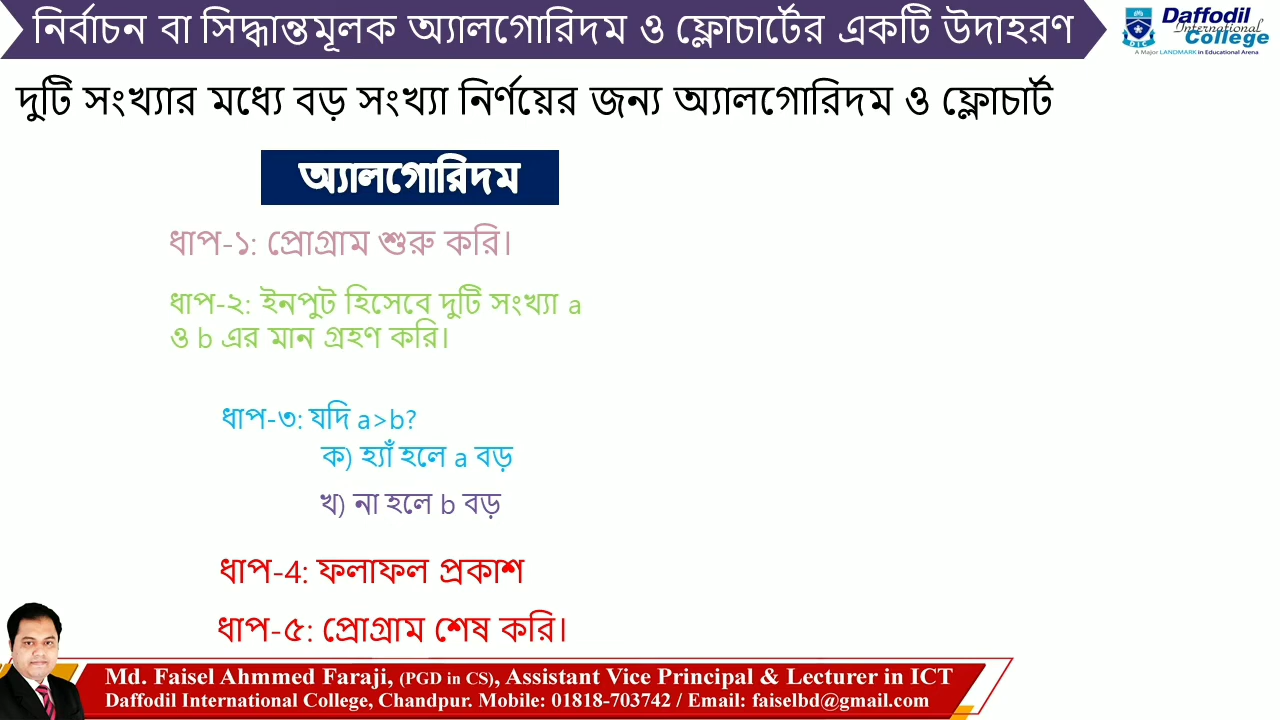 নির্বাচন বা সিদ্ধান্তমূলক অ্যালগোরিদম ও ফ্লোচার্টের একটি উদাহরণ
Daffodil
International
College
DIC
A Major LANDMARK in Educational Arena
দুটি সংখ্যার মধ্যে বড় সংখ্যা নির্ণয়ের জন্য অ্যালগোরিদম ও ফ্লোচার্ট
অ্যালগোরিদম
ধাপ-১: প্রোগ্রাম শুরু করি।
ধাপ-২: ইনপুট হিসেবে দুটি সংখ্যা a
ও b এর মান গ্রহণ করি।
ধাপ-৩: যদি a>b?
ক) হ্যাঁ হলে a বড়
খ) না হলে b বড়
ধাপ-4: ফলাফল প্রকাশ
ধাপ-৫: প্রোগ্রাম শেষ করি।
Md. Faisel Ahmmed Faraji, (PGD in CS), Assistant Vice Principal & Lecturer in ICT
Daffodil International College, Chandpur. Mobile: 01818-703742 / Email: faiselbd@gmail.com